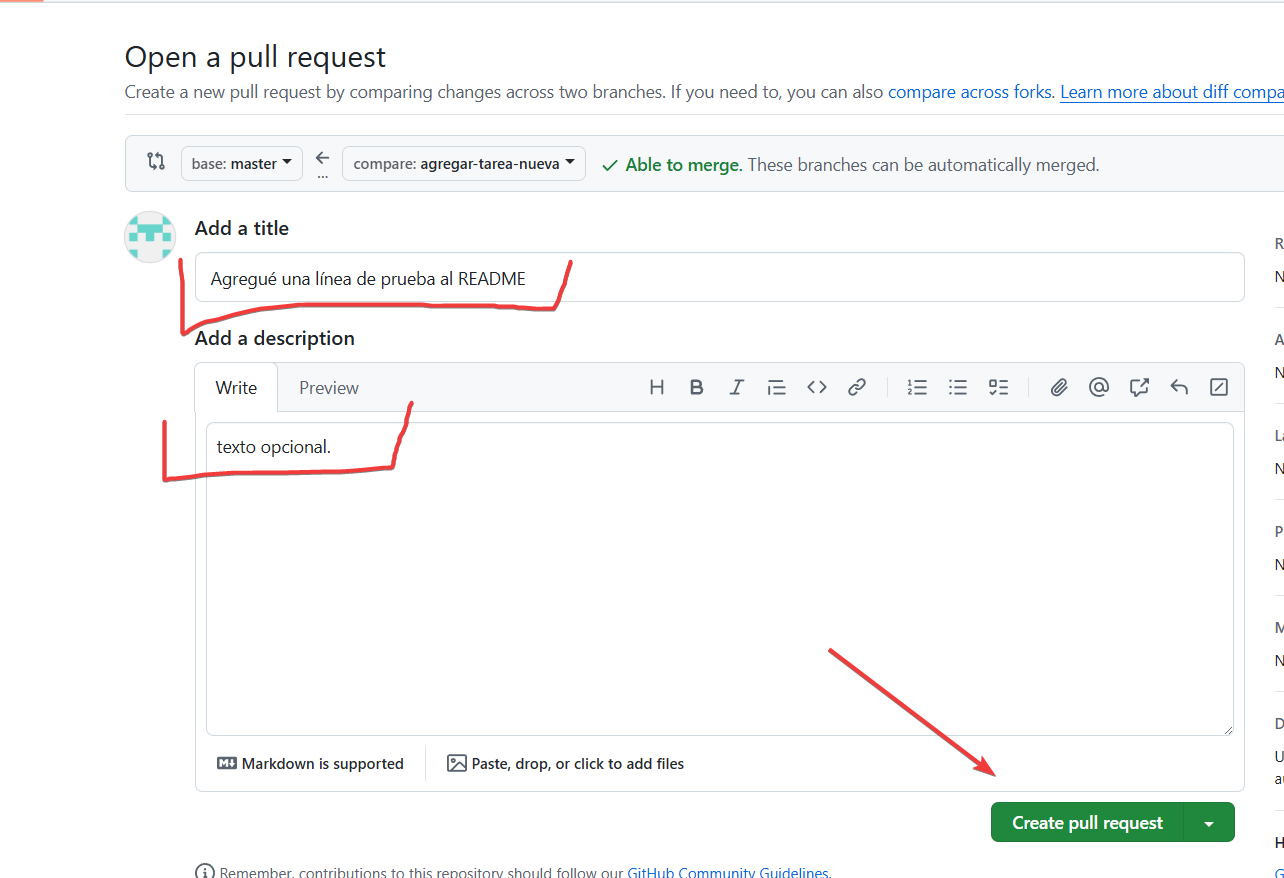 Open a pull request
Create a new pull request by comparing changes across two branches. If you need to, you can also compare across forks. Learn more about diff compa
base: master
compare: agregar-tarea-nueva
Able to merge. These branches can be automatically merged.
Add a title
Agregué una línea de prueba al README
Add a description
Write Preview
texto opcional.
Markdown is supported
Paste, drop, or click to add files
Create pull request
Remember, contributions to this repository should follow our GitHub Community Guidelines.